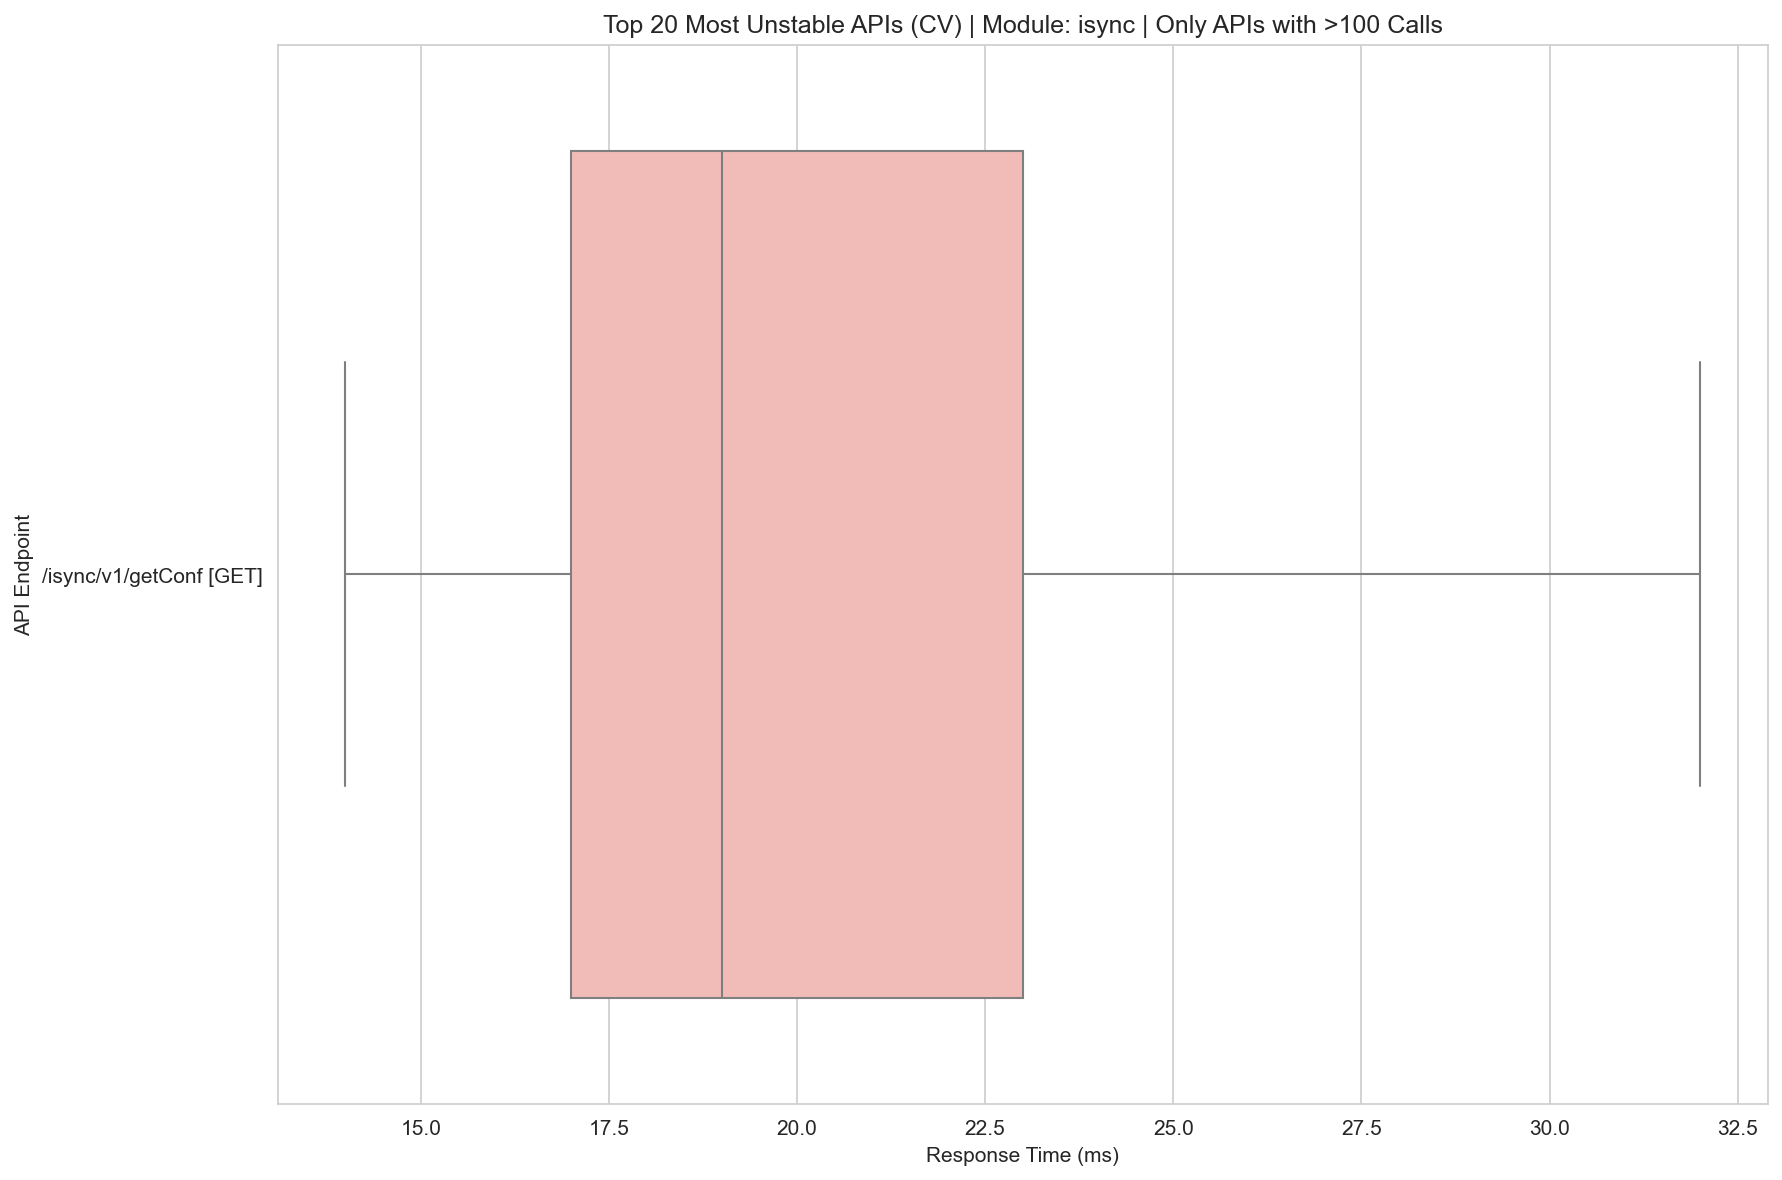 Top 20 Most Unstable APIs (CV) | Module: isync | Only APIs with >100 Calls
API Endpoint
/isync/v1/getConf [GET]
15.0 17.5 20.0 22.5 25.0 27.5 30.0 32.5
Response Time (ms)